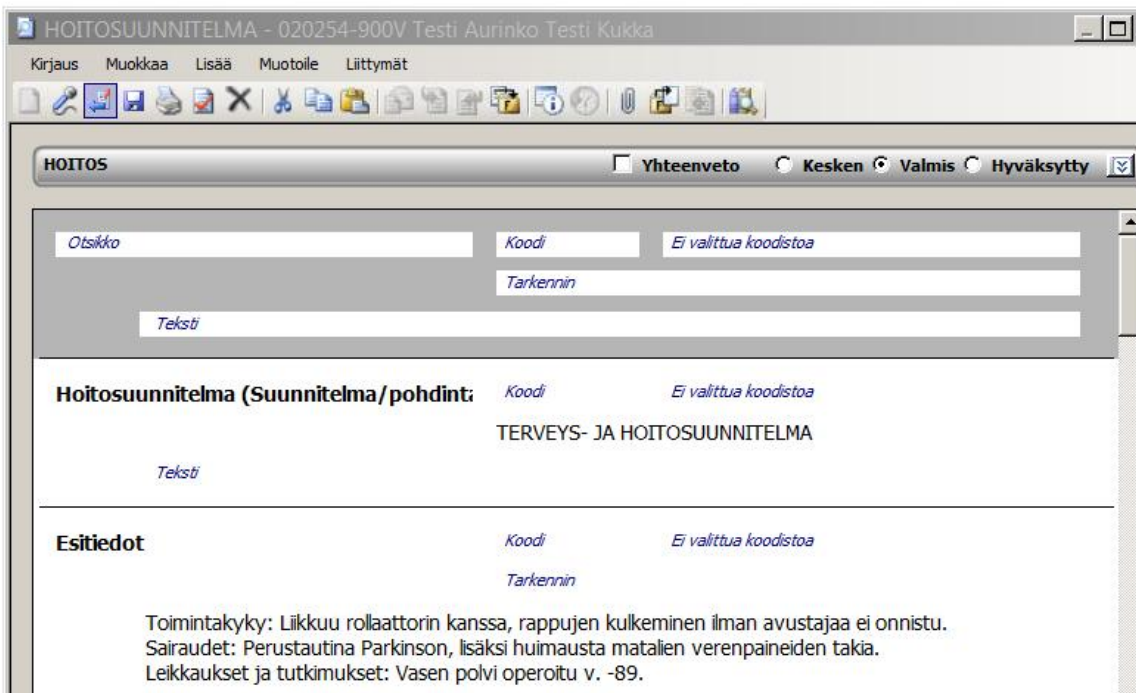 HOITOSUUNNITELMA - 020254-900V Testi Aurinko Testi Kukka
Kirjaus Muokkaa Lisää Muotoile Liittymät
HOITOS Yhteenveto Kesken Valmis Hyväksytty
Otsikko Koodi Ei valittua koodistoa
Tarkennin
Teksti
Hoitosuunnitelma (Suunnitelma/pohdinta Koodi Ei valittua koodistoa
TERVEYS- JA HOITOSUUNNITELMA
Teksti
Esitiedot Koodi Ei valittua koodistoa
Tarkennin
Toimintakyky: Liikkuu rollaattorin kanssa, rappujen kulkeminen ilman avustajaa ei onnistu.
Sairaudet: Perustautina Parkinson, lisäksi huimausta matalien verenpaineiden takia.
Leikkaukset ja tutkimukset: Vasen polvi operoitu v. -89.